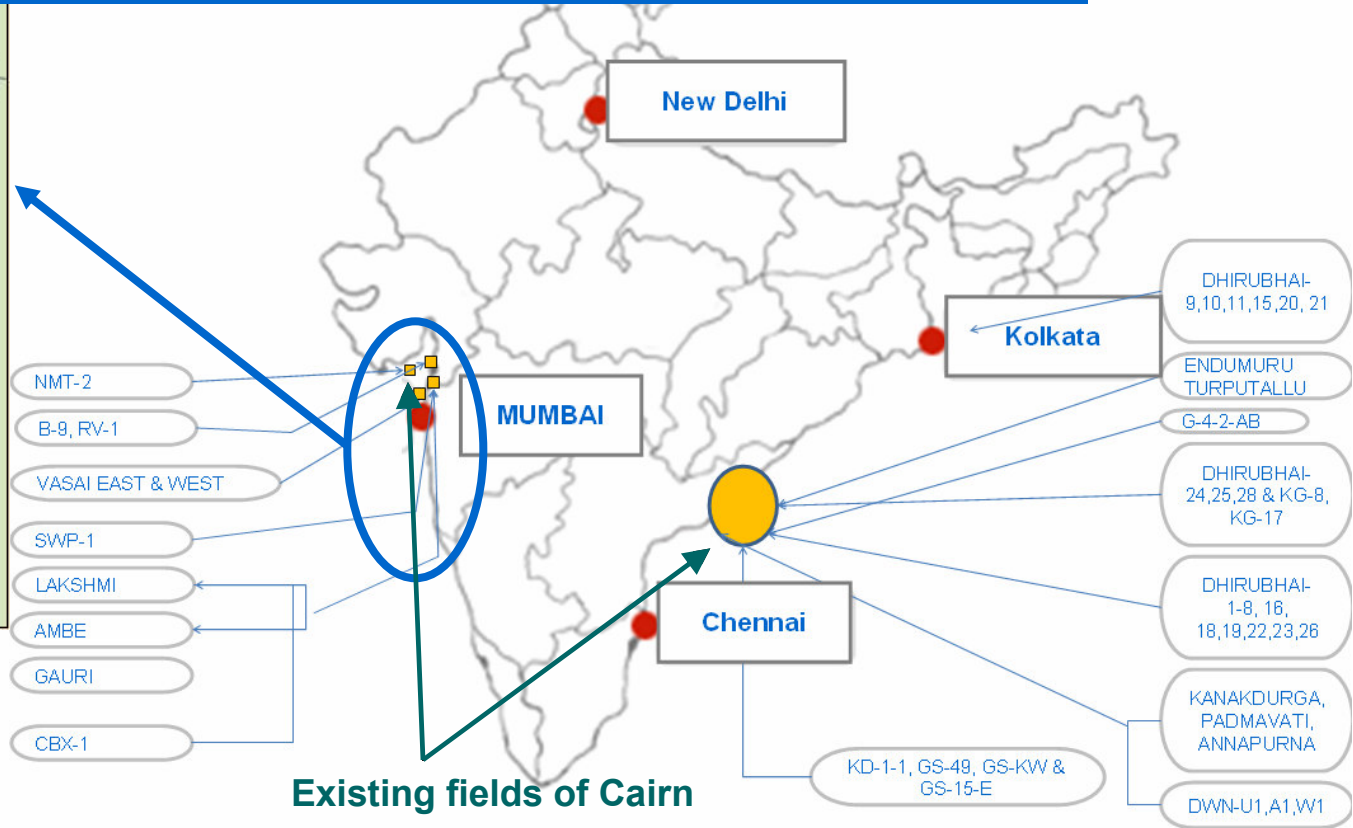 New Delhi
DHIRUBHAI-
9,10,11,15,20, 21
Kolkata
ENDUMURU
TURPUTALLU
NMT-2
MUMBAI
G-4-2-AB
B-9, RV-1
DHIRUBHAI-
24,25,28 & KG-8,
KG-17
VASAI EAST & WEST
SWP-1
LAKSHMI
DHIRUBHAI-
1-8, 16,
18,19,22,23,26
Chennai
AMBE
GAURI
KANAKDURGA,
PADMAVATI,
ANNAPURNA
CBX-1
KD-1-1, GS-49, GS-KW &
GS-15-E
Existing fields of Cairn
DWN-U1,A1,W1